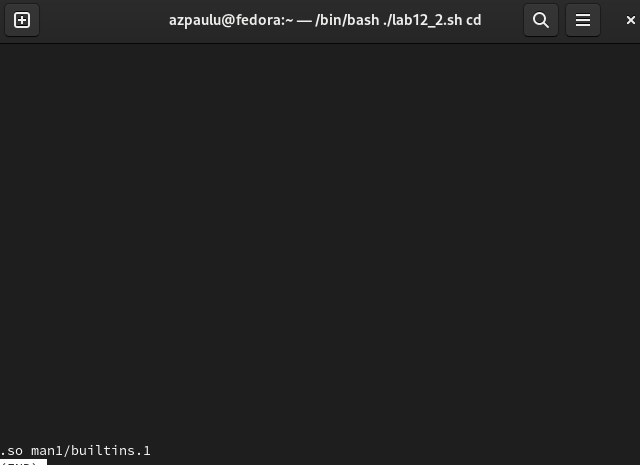 azpaulu@fedora:~ — /bin/bash ./lab12_2.sh cd
.so man1/builtins.1